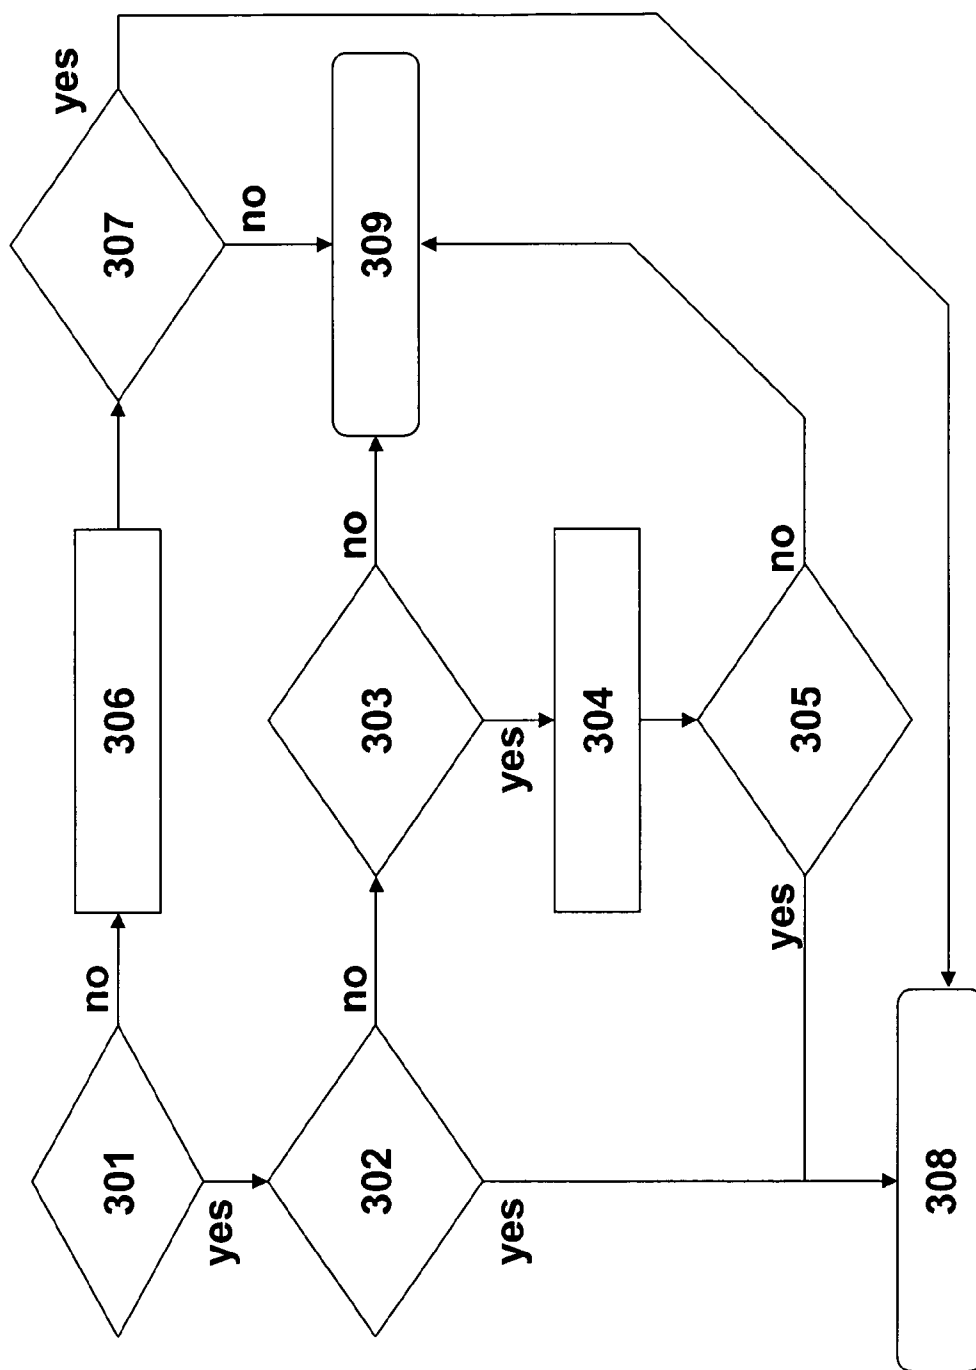 yes
no
301
306
307
yes
no
no
no
302
303
309
yes
yes
304
yes
no
305
308